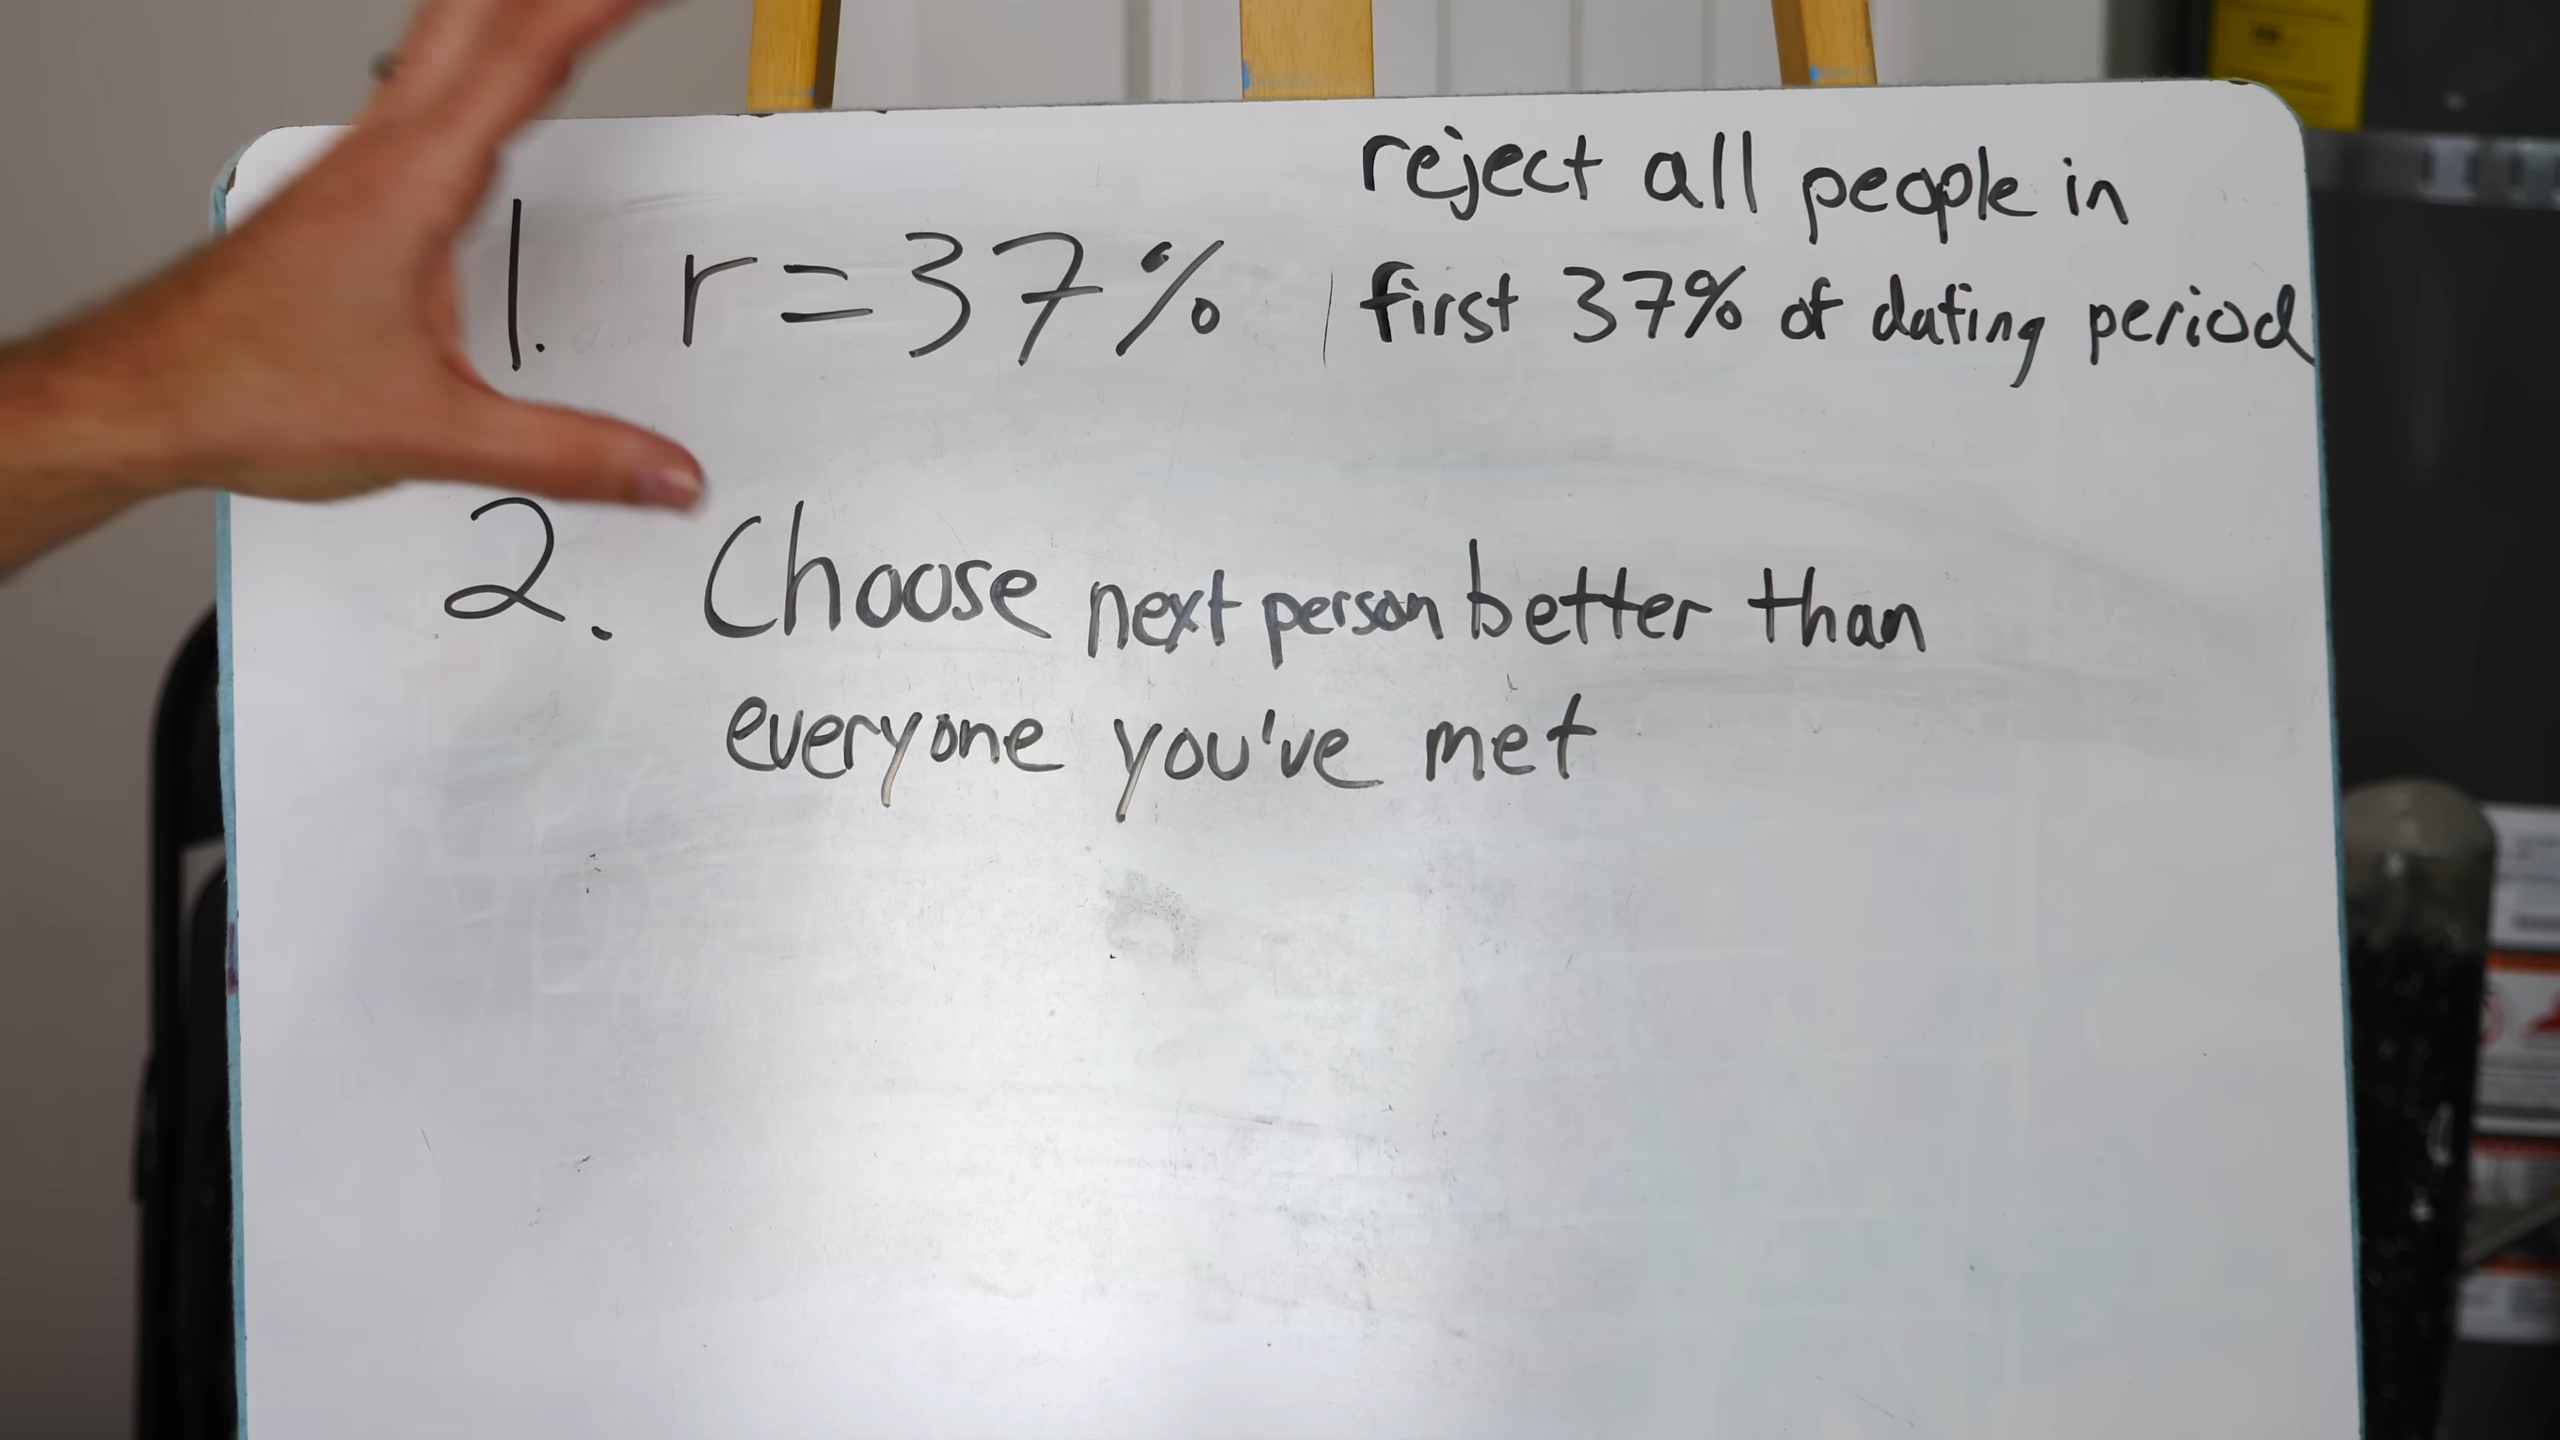 reject all people in
1. r=37% first 37% of dating period
2. Choose next person better than
everyone you've met